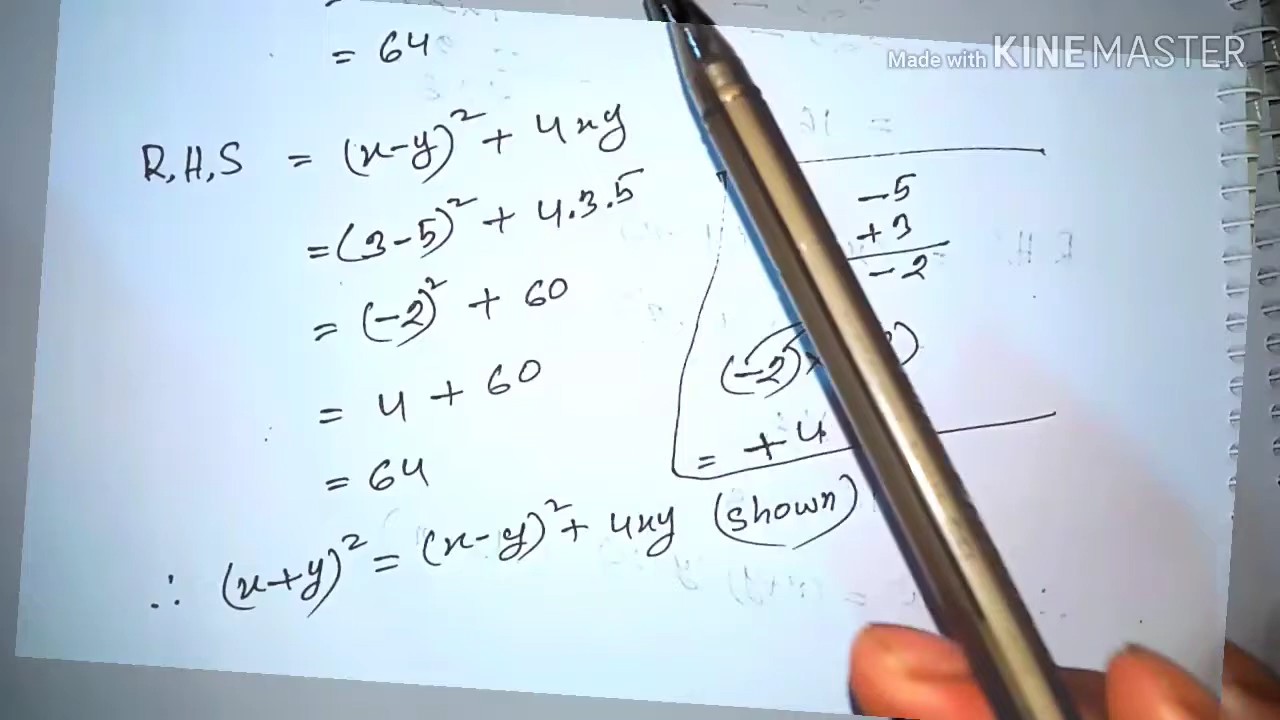 = 64
Made with KINEMASTER
R,H,S = (x-y)² + 4xy
= (3-5)² + 4.3.5
= (-2)² + 60
= 4 + 60
= 64
∴ (x+y)² = (x-y)² + 4xy (shown)
-5
+3
-2
(-2)×
= +4